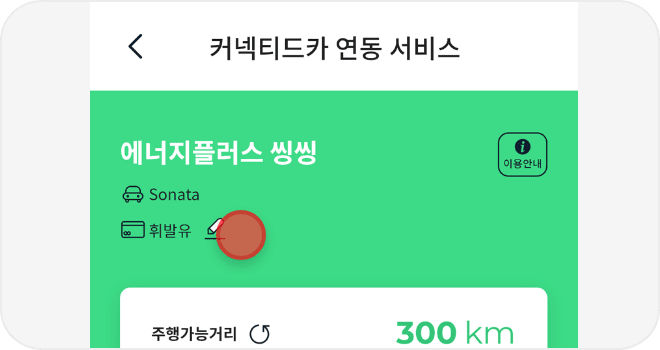 커넥티드카 연동 서비스
에너지플러스 씽씽
i
이용안내
Sonata
휘발유
주행가능거리
300 km